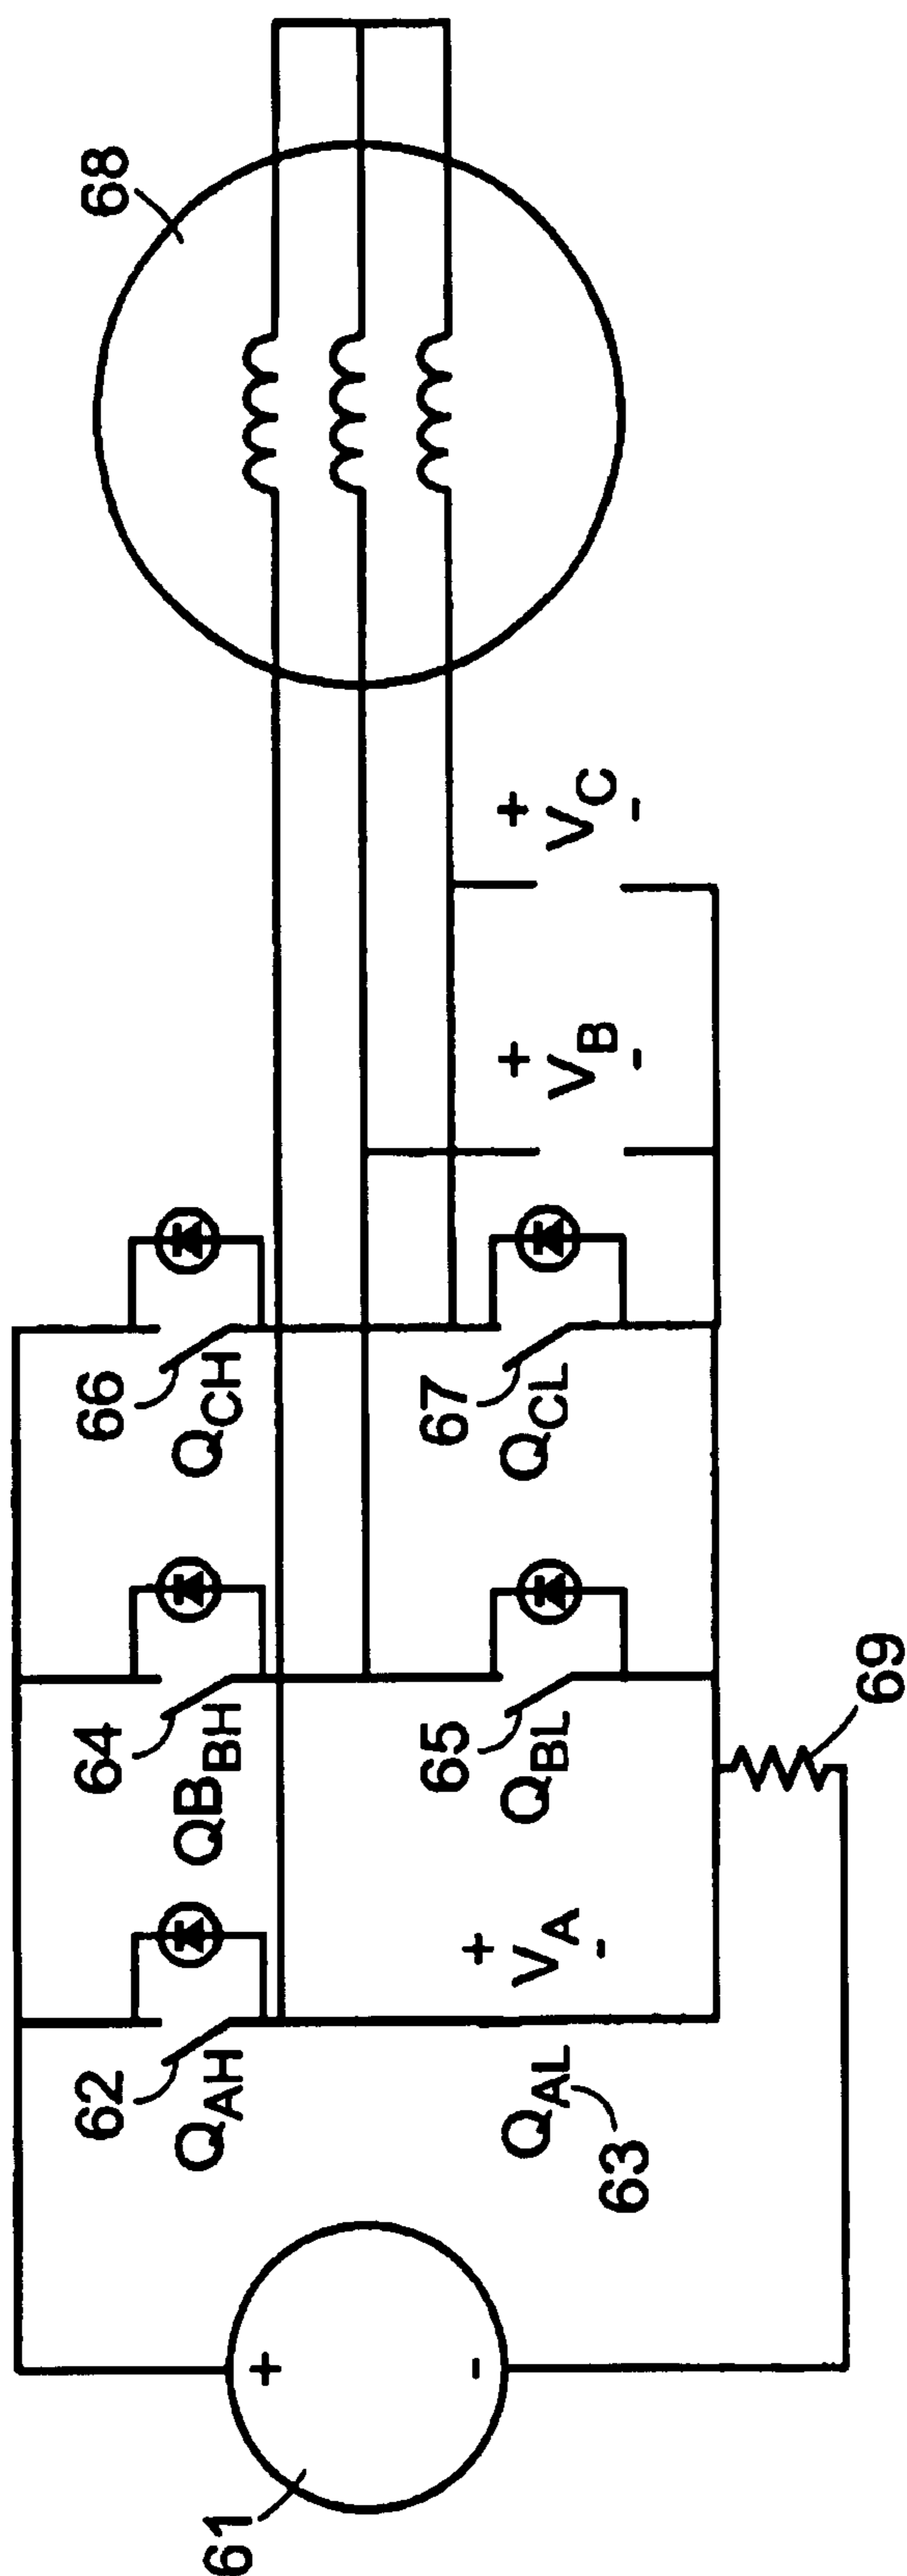 68
66
Q_CH
64
QB_BH
62
Q_AH
67
Q_CL
65
Q_BL
63
Q_AL
+
V_A
-
+
V_B
-
+
V_C
-
69
61
+
-